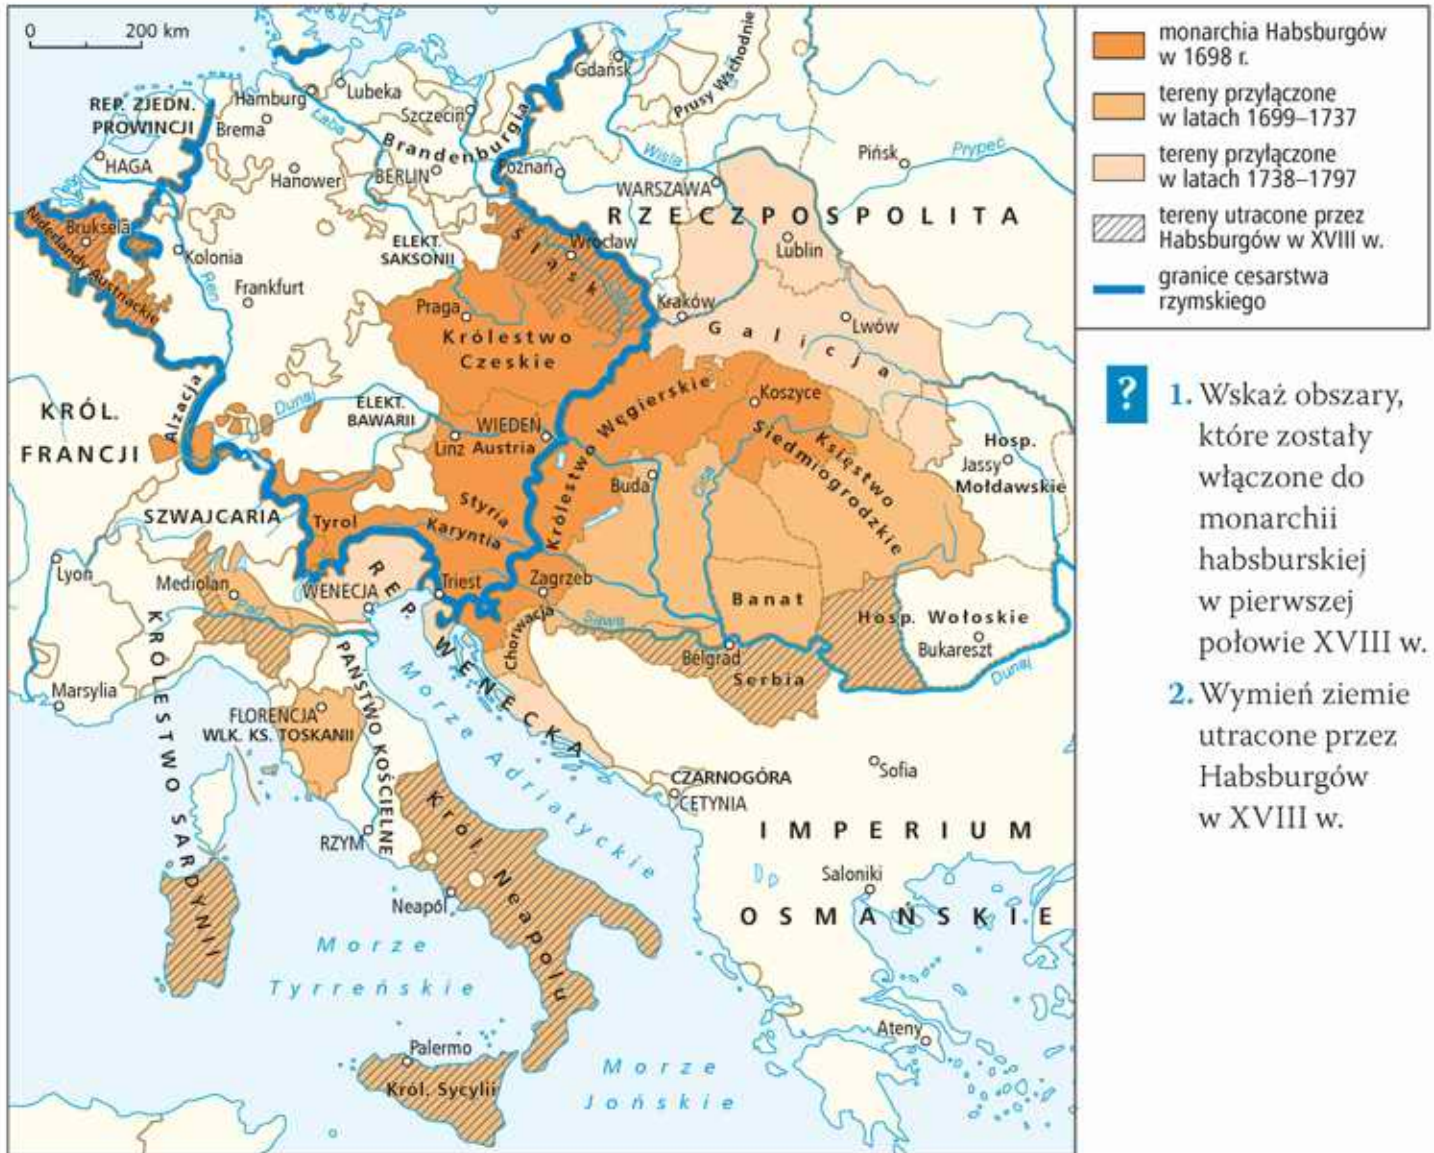 0 200 km
Gdańsk
Prusy Wschodnie
Hamburg
Lubeka
Szczecin
REP. ZJEDN.
PROWINCJI
Brema
Łaba
Brandenburgia
HAGA
Hanower
BERLIN
Poznań
Wisła
Pińsk
Prypeć
WARSZAWA
RZECZPOSPOLITA
Bruksela
Niderlandy Austriackie
Kolonia
Ren
ELEKT.
SAKSONII
Śląsk
Wrocław
Lublin
Frankfurt
Praga
Kraków
Lwów
Galicja
Królestwo
Czeskie
KRÓL.
FRANCJI
Alzacja
Dunaj
ELEKT.
BAWARII
WIEDEŃ
Linz
Austria
Królestwo Węgierskie
Koszyce
Księstwo
Siedmiogrodzkie
Hosp.
Jassy
Mołdawskie
Buda
SZWAJCARIA
Tyrol
Styria
Karyntia
Lyon
Mediolan
WENECJA
Triest
Zagrzeb
Pad
REP. WENECKA
Chorwacja
Sawa
Banat
Hosp. Wołoskie
Bukareszt
Belgrad
Serbia
Dunaj
Marsylia
KRÓLESTWO SARDYNII
PAŃSTWO KOŚCIELNE
Morze Adriatyckie
FLORENCJA
WLK. KS. TOSKANII
Sofia
CZARNOGÓRA
CETYNIA
RZYM
Król. Neapolu
IMPERIUM
OSMAŃSKIE
Saloniki
Neapol
Morze
Tyrreńskie
Ateny
Palermo
Król. Sycylii
Morze
Jońskie
monarchia Habsburgów
w 1698 r.
tereny przyłączone
w latach 1699–1737
tereny przyłączone
w latach 1738–1797
tereny utracone przez
Habsburgów w XVIII w.
granice cesarstwa
rzymskiego
?
1. Wskaż obszary,
które zostały
włączone do
monarchii
habsburskiej
w pierwszej
połowie XVIII w.
2. Wymień ziemie
utracone przez
Habsburgów
w XVIII w.